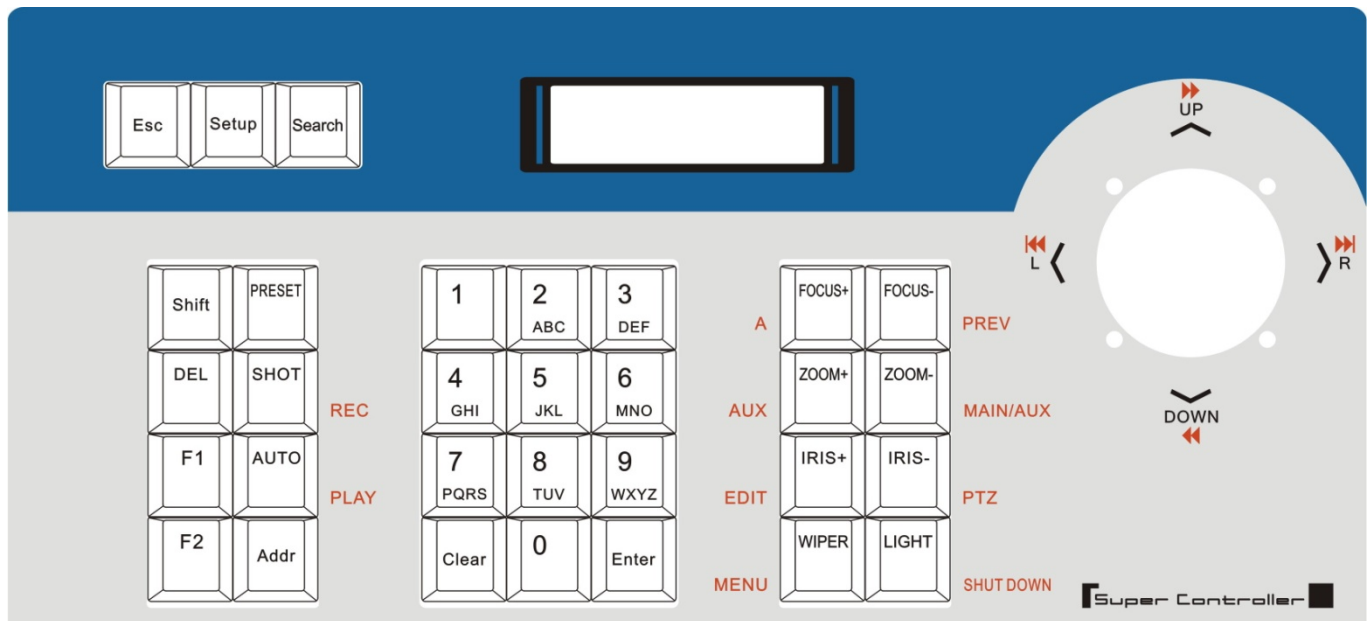 Esc
Setup
Search
UP
L
R
DOWN
Shift
PRESET
DEL
SHOT
REC
F1
AUTO
PLAY
F2
Addr
1
2
ABC
3
DEF
4
GHI
5
JKL
6
MNO
7
PQRS
8
TUV
9
WXYZ
Clear
0
Enter
A
FOCUS+
FOCUS-
PREV
AUX
ZOOM+
ZOOM-
MAIN/AUX
EDIT
IRIS+
IRIS-
PTZ
MENU
WIPER
LIGHT
SHUT DOWN
Super Controller